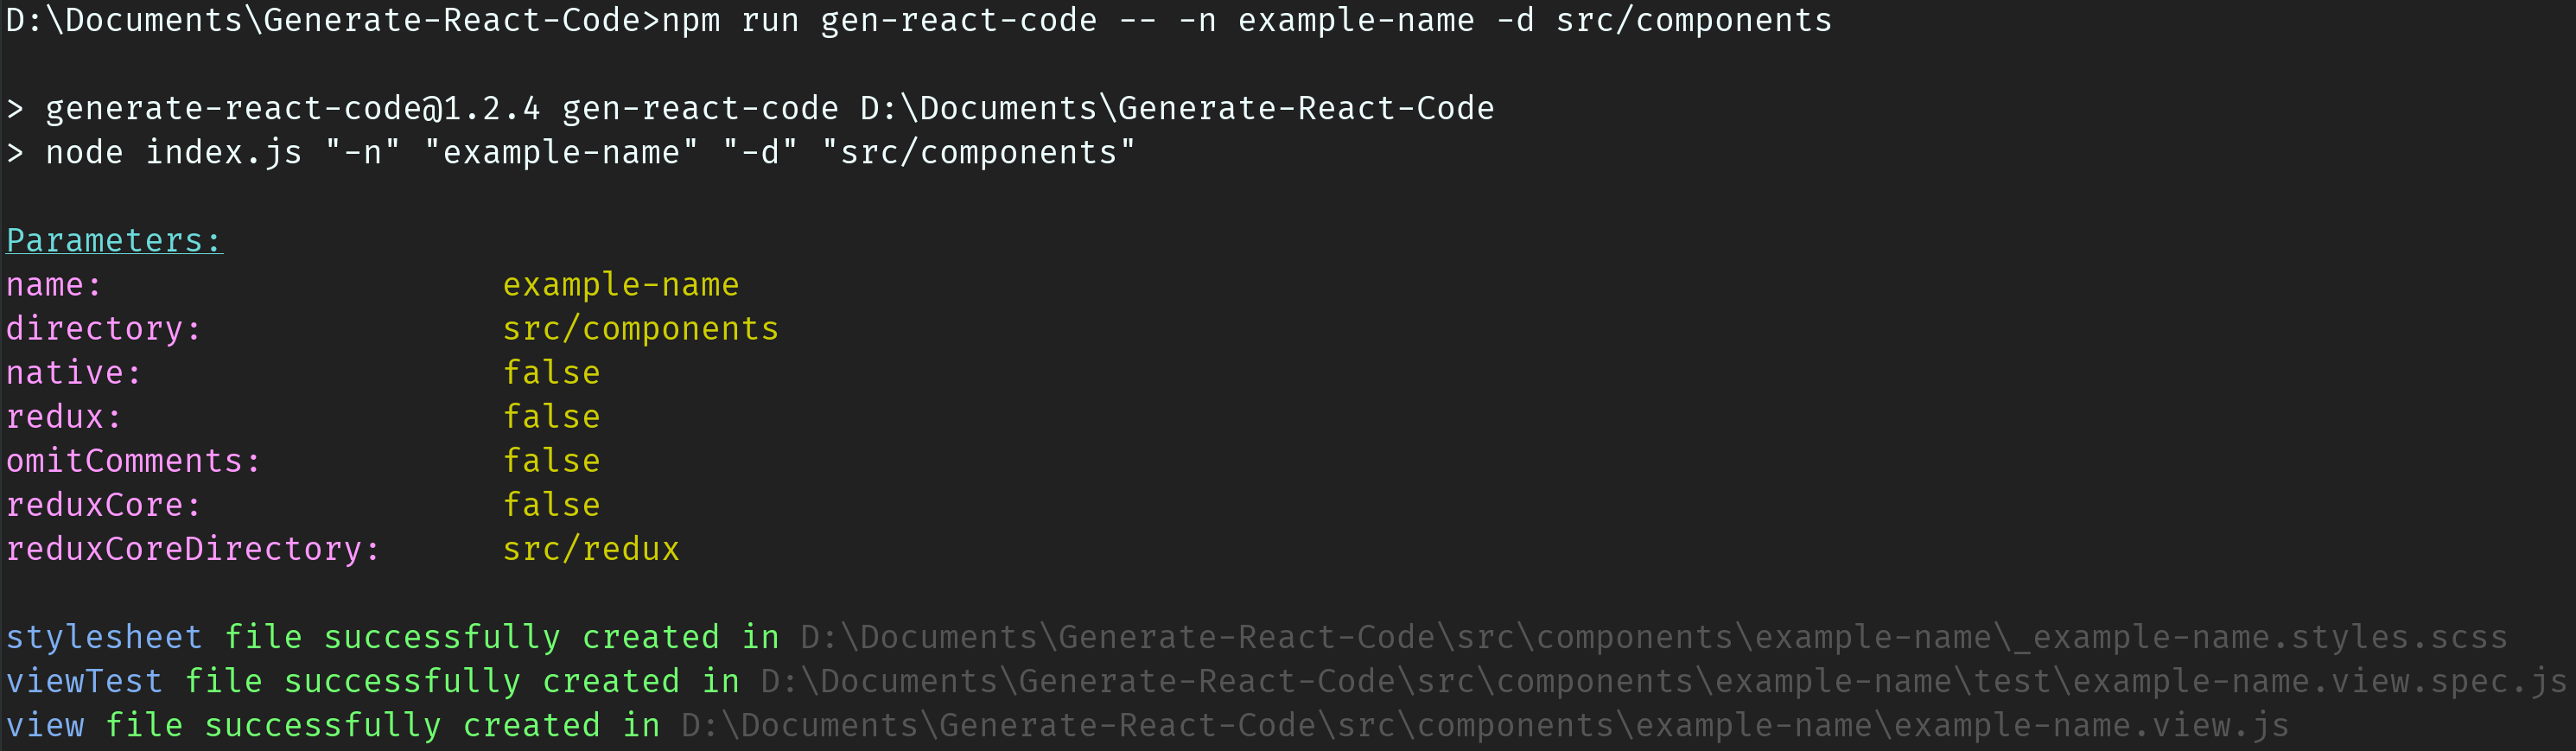 D:\Documents\Generate-React-Code>npm run gen-react-code -- -n example-name -d src/components
> generate-react-code@1.2.4 gen-react-code D:\Documents\Generate-React-Code
> node index.js "-n" "example-name" "-d" "src/components"
Parameters:
name: example-name
directory: src/components
native: false
redux: false
omitComments: false
reduxCore: false
reduxCoreDirectory: src/redux
stylesheet file successfully created in D:\Documents\Generate-React-Code\src\components\example-name\_example-name.styles.scss
viewTest file successfully created in D:\Documents\Generate-React-Code\src\components\example-name\test\example-name.view.spec.js
view file successfully created in D:\Documents\Generate-React-Code\src\components\example-name\example-name.view.js